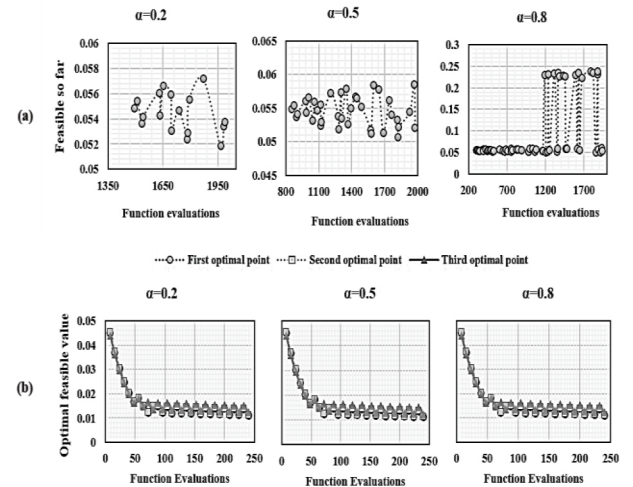 α=0.2 α=0.5 α=0.8
(a)
Feasible so far
0.06
0.058
0.056
0.054
0.052
0.05
1350 1650 1950
Function evaluations
0.065
0.06
0.055
0.05
0.045
800 1100 1400 1700 2000
Function evaluations
0.3
0.25
0.2
0.15
0.1
0.05
0
200 700 1200 1700
Function evaluations
First optimal point Second optimal point Third optimal point
α=0.2 α=0.5 α=0.8
(b)
Optimal feasible value
0.05
0.04
0.03
0.02
0.01
0
0 50 100 150 200 250
Function Evaluations
0 50 100 150 200 250
Function Evaluations
0 50 100 150 200 250
Function Evaluations